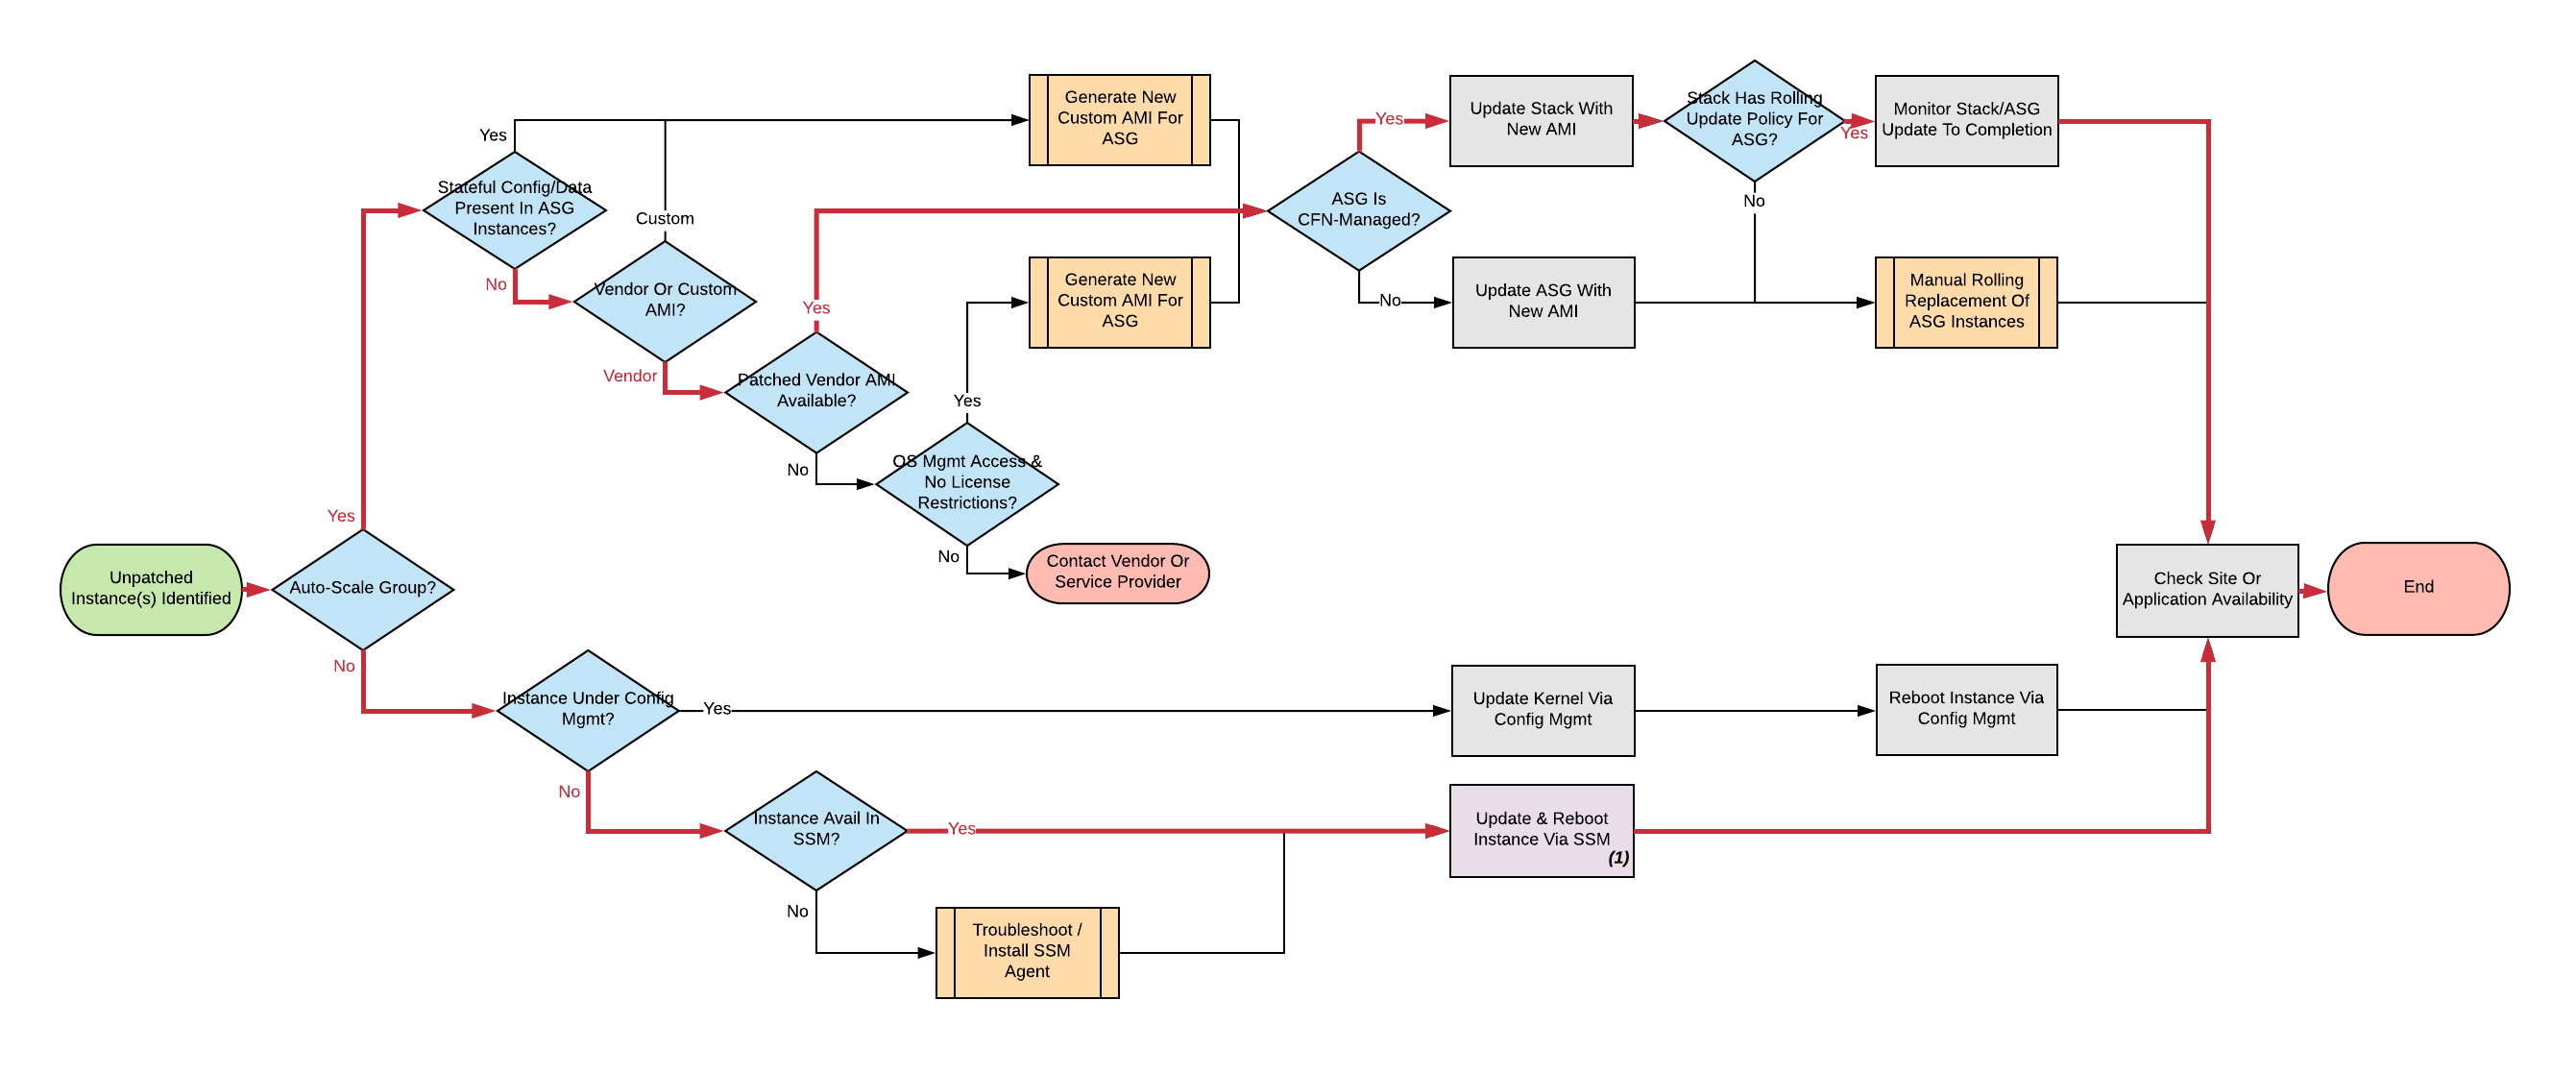 Generate New
Custom AMI For
ASG
Yes
Update Stack With
New AMI
Stack Has Rolling
Update Policy For
ASG?
Yes
Monitor Stack/ASG
Update To Completion
Yes
Stateful Config/Data
Present In ASG
Instances?
Custom
ASG Is
CFN-Managed?
No
No
Vendor Or Custom
AMI?
Yes
Generate New
Custom AMI For
ASG
No
Update ASG With
New AMI
Manual Rolling
Replacement Of
ASG Instances
Vendor
Patched Vendor AMI
Available?
Yes
No
OS Mgmt Access &
No License
Restrictions?
Yes
No
Contact Vendor Or
Service Provider
Unpatched
Instance(s) Identified
Auto-Scale Group?
Check Site Or
Application Availability
End
No
Instance Under Config
Mgmt?
Yes
Update Kernel Via
Config Mgmt
Reboot Instance Via
Config Mgmt
No
Instance Avail In
SSM?
Yes
Update & Reboot
Instance Via SSM
(1)
No
Troubleshoot /
Install SSM
Agent